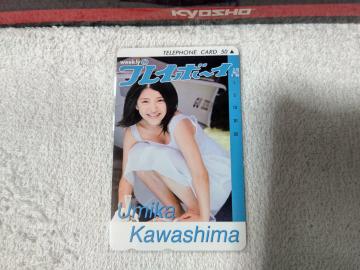 KYOSHO
TELEPHONE CARD 50
weekly
プレイボーイ
Umika
Kawashima